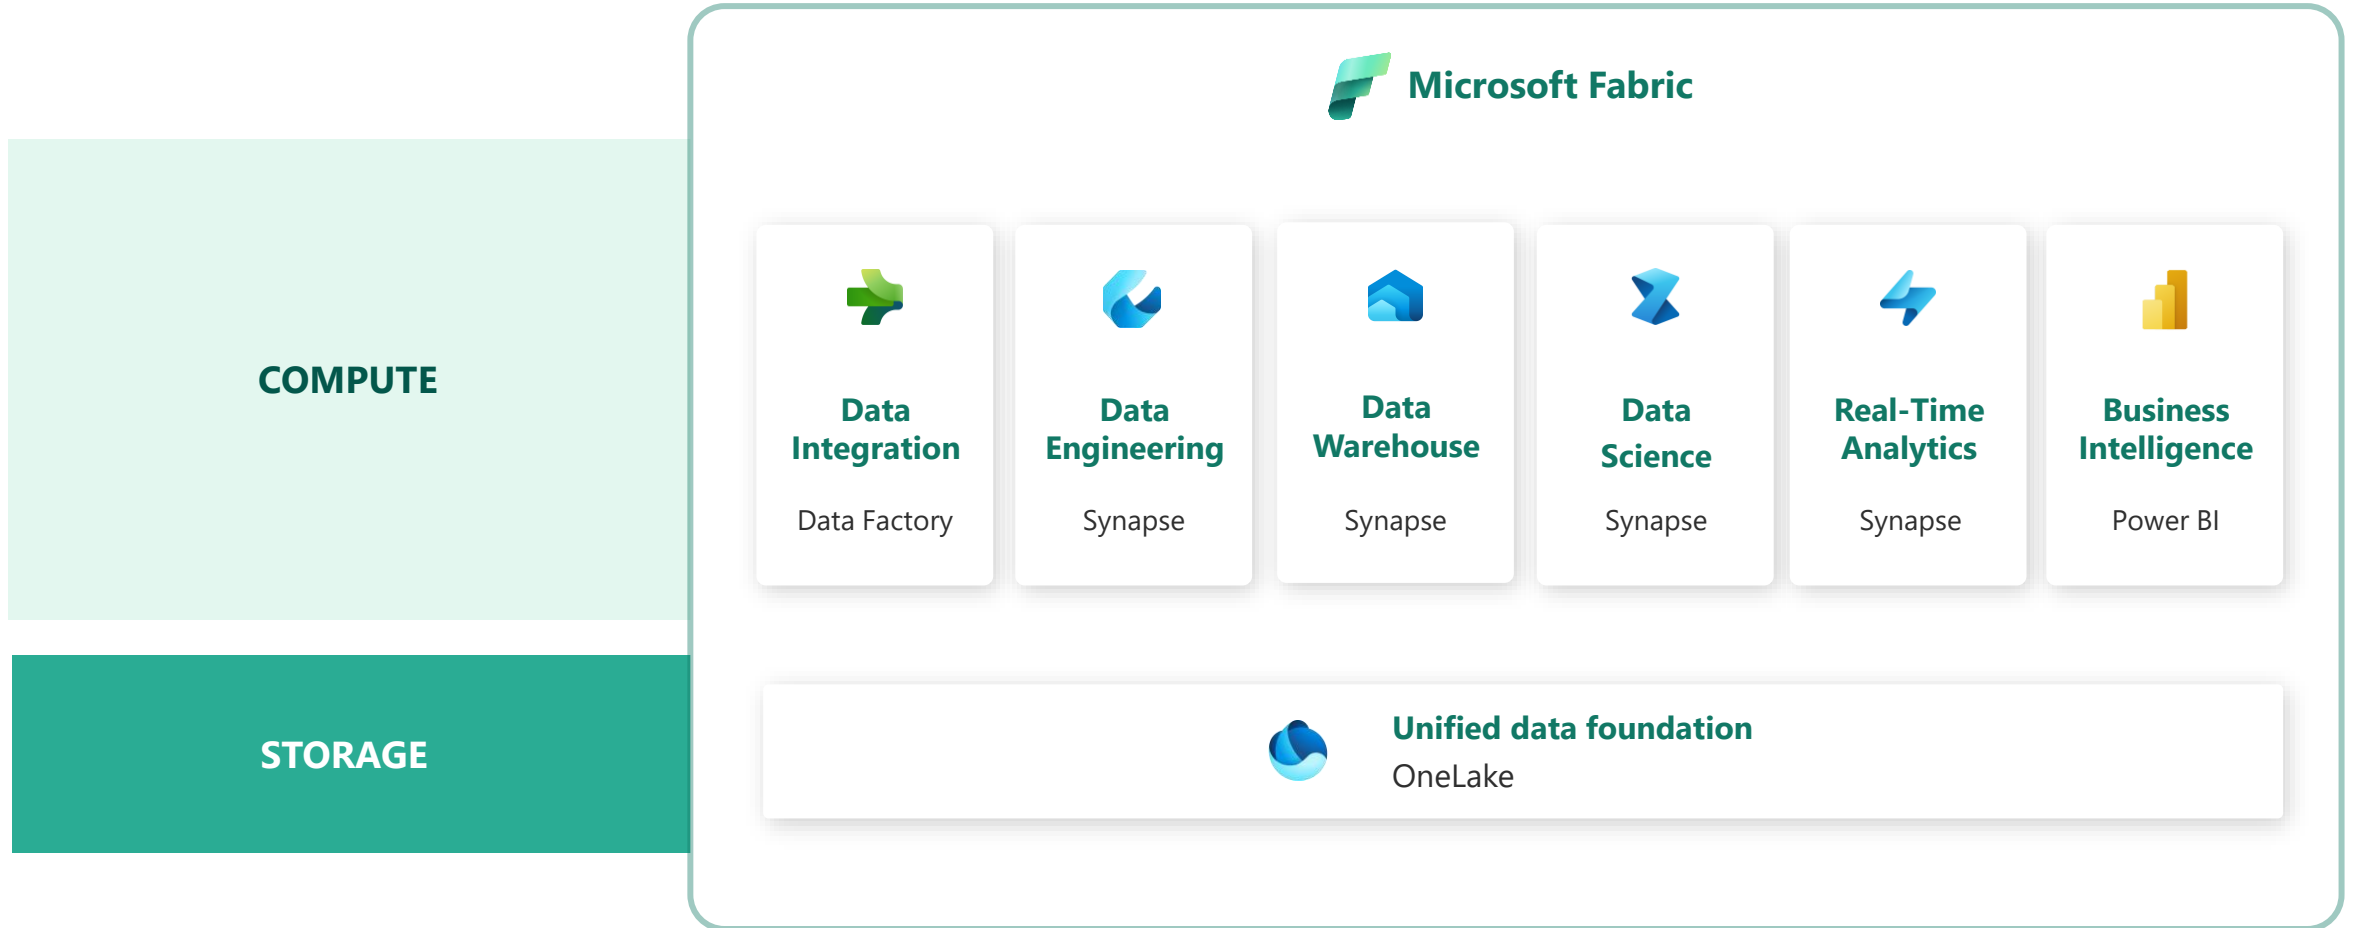 Microsoft Fabric
COMPUTE
Data
Integration
Data Factory
Data
Engineering
Synapse
Data
Warehouse
Synapse
Data
Science
Synapse
Real-Time
Analytics
Synapse
Business
Intelligence
Power BI
STORAGE
Unified data foundation
OneLake